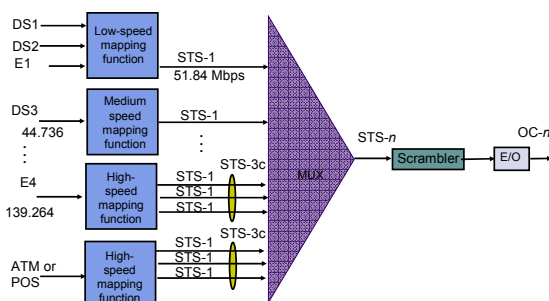 DS1
DS2
E1
Low-speed
mapping
function
STS-1
51.84 Mbps
DS3
44.736
Medium
speed
mapping
function
STS-1
E4
139.264
High-
speed
mapping
function
STS-1
STS-1
STS-1
STS-3c
ATM or
POS
High-
speed
mapping
function
STS-1
STS-1
STS-1
STS-3c
MUX
STS-n
Scrambler
E/O
OC-n